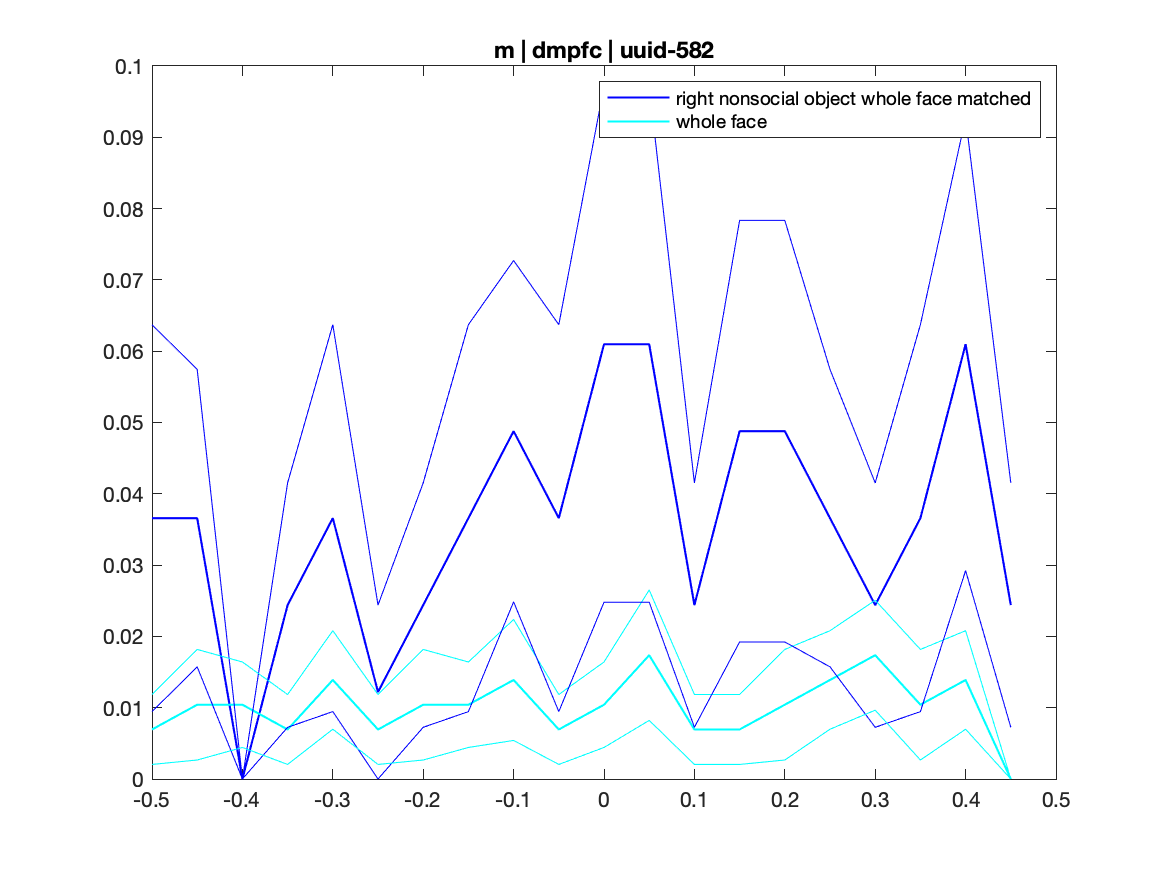 m | dmpfc | uuid-582
right nonsocial object whole face matched
whole face
0.1
0.09
0.08
0.07
0.06
0.05
0.04
0.03
0.02
0.01
0
-0.5 -0.4 -0.3 -0.2 -0.1 0 0.1 0.2 0.3 0.4 0.5